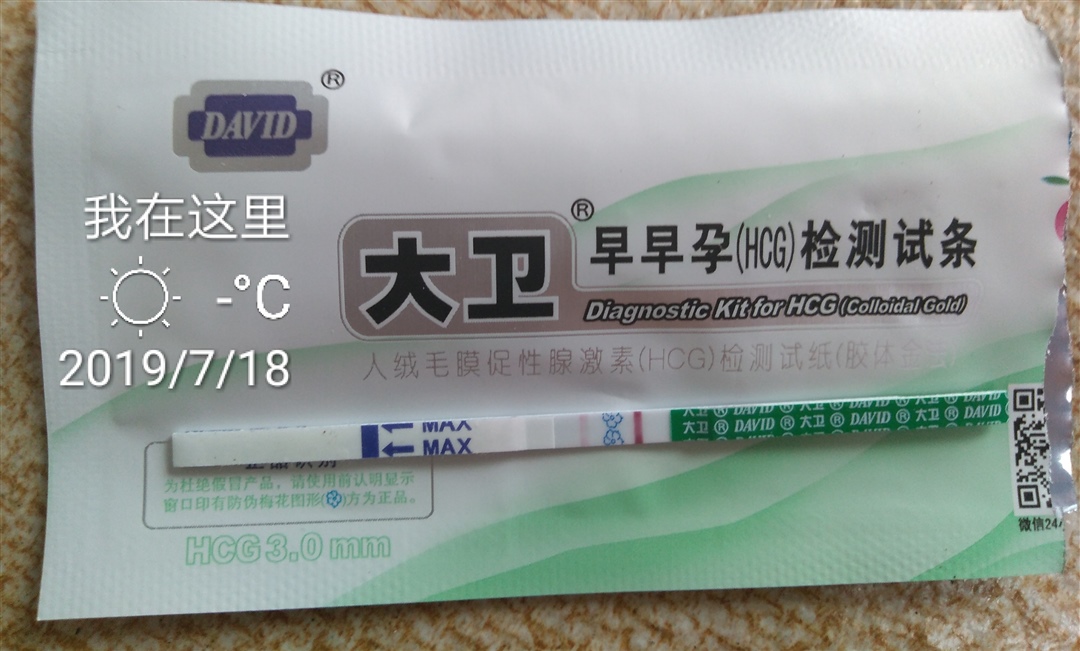 DAVID ®
我在这里
-°C
2019/7/18
大卫®
早早孕(HCG)检测试条
Diagnostic Kit for HCG (Colloidal Gold)
人绒毛膜促性腺激素(HCG)检测试纸(胶体金
大卫 ® DAVID ® 大卫 ® DAVID ® 大卫 ® DAVID
大卫 ® DAVID ® 大卫 ® DAVID ® 大卫 ®
MAX
MAX
为杜绝假冒产品，请使用前认明显示
窗口印有防伪梅花图形()方为正品。
HCG 3.0 mm
微信24